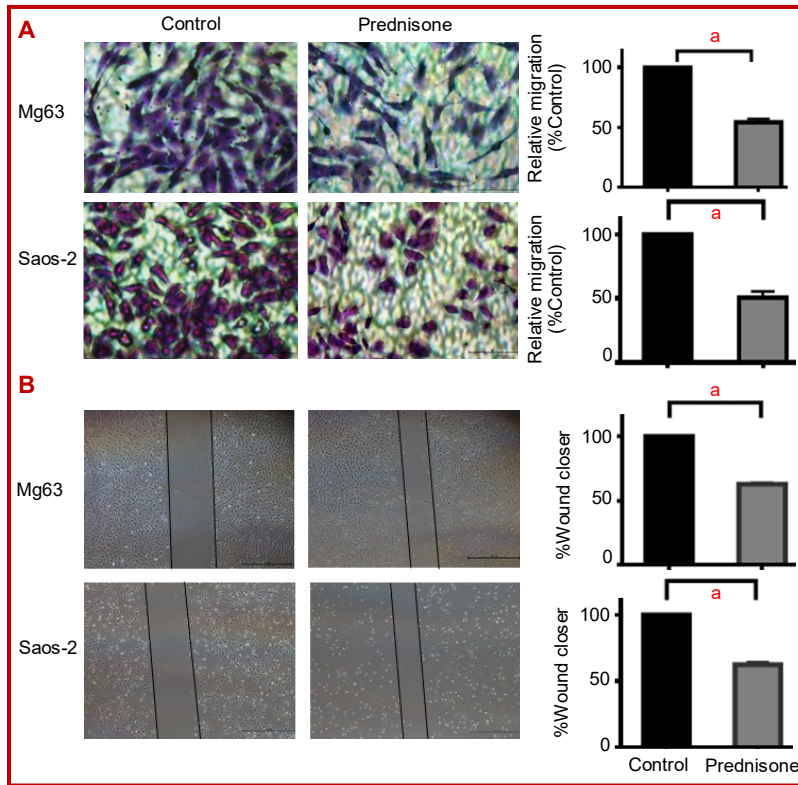 A
Control
Prednisone
Mg63
Relative migration
(%Control)
100
50
0
a
Saos-2
Relative migration
(%Control)
100
50
0
a
B
Mg63
%Wound closer
100
50
0
a
Saos-2
%Wound closer
100
50
0
a
Control
Prednisone